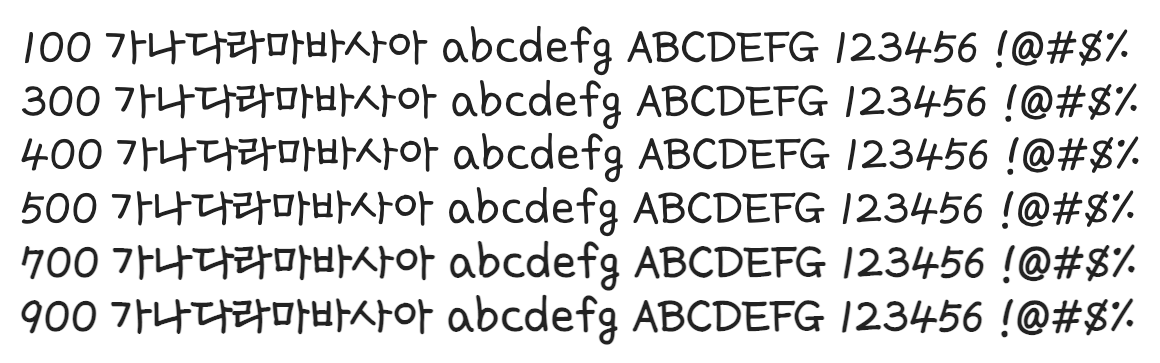 100 가나다라마바사아 abcdefg ABCDEFG 123456 !@#$%
300 가나다라마바사아 abcdefg ABCDEFG 123456 !@#$%
400 가나다라마바사아 abcdefg ABCDEFG 123456 !@#$%
500 가나다라마바사아 abcdefg ABCDEFG 123456 !@#$%
700 가나다라마바사아 abcdefg ABCDEFG 123456 !@#$%
900 가나다라마바사아 abcdefg ABCDEFG 123456 !@#$%